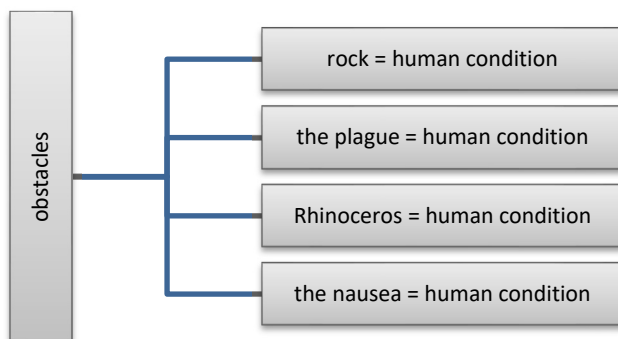 obstacles
rock = human condition
the plague = human condition
Rhinoceros = human condition
the nausea = human condition